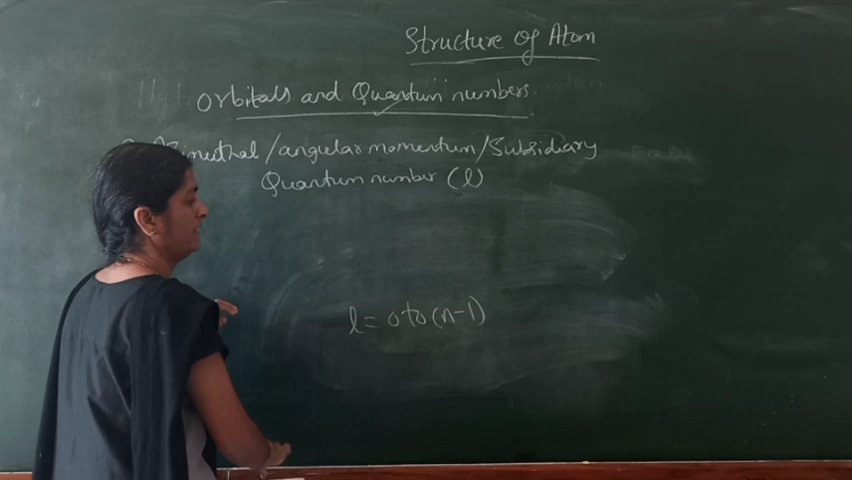 Structure of Atom
orbitals and Quantum numbers
/angular momentum/Subsidiary
Quantum number (l)
l = 0 to (n-1)